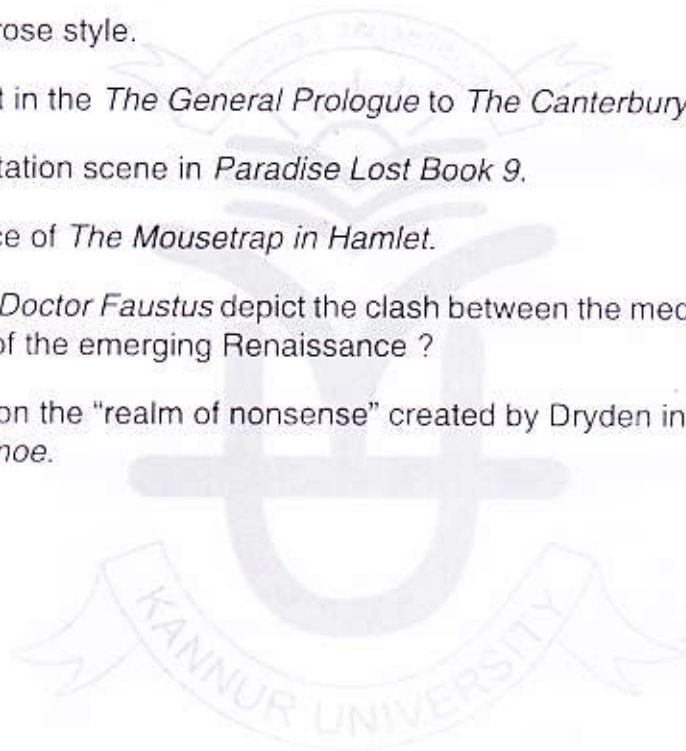 rose style.
t in the The General Prologue to The Canterbury
tation scene in Paradise Lost Book 9.
ce of The Mousetrap in Hamlet.
Doctor Faustus depict the clash between the med
of the emerging Renaissance ?
on the “realm of nonsense” created by Dryden in
noe.
KANNUR UNIVERSITY